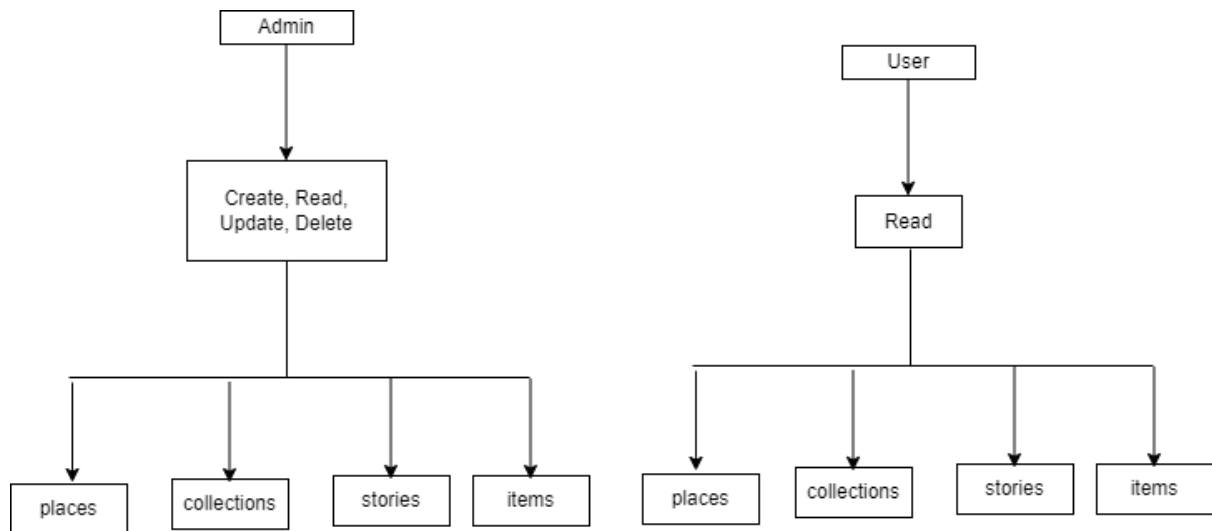 Admin
Create, Read,
Update, Delete
places
collections
stories
items
User
Read
places
collections
stories
items